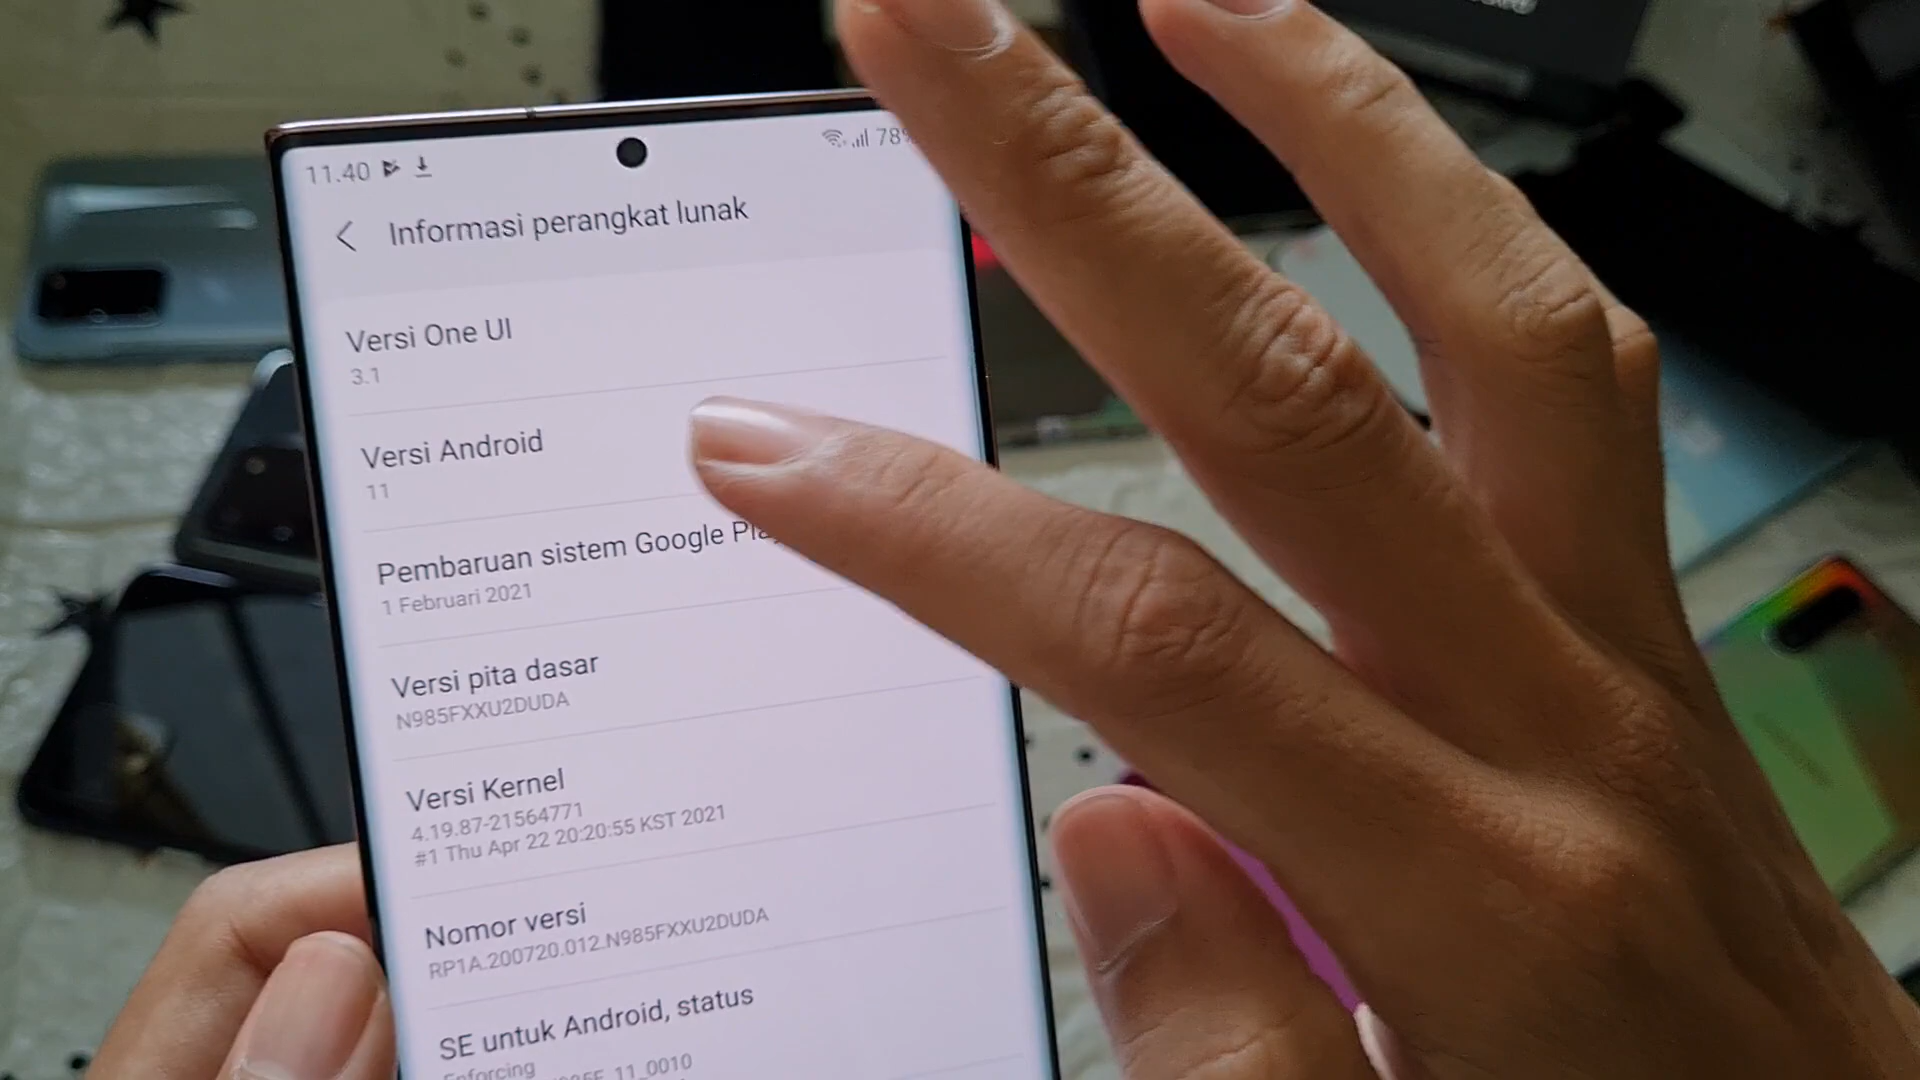 11.40
78%
Informasi perangkat lunak
Versi One UI
3.1
Versi Android
11
Pembaruan sistem Google
1 Februari 2021
Versi pita dasar
N985FXXU2DUDA
Versi Kernel
4.19.87-21564771
#1 Thu Apr 22 20:20:55 KST 2021
Nomor versi
RP1A.200720.012.N985FXXU2DUDA
SE untuk Android, status
Enforcing